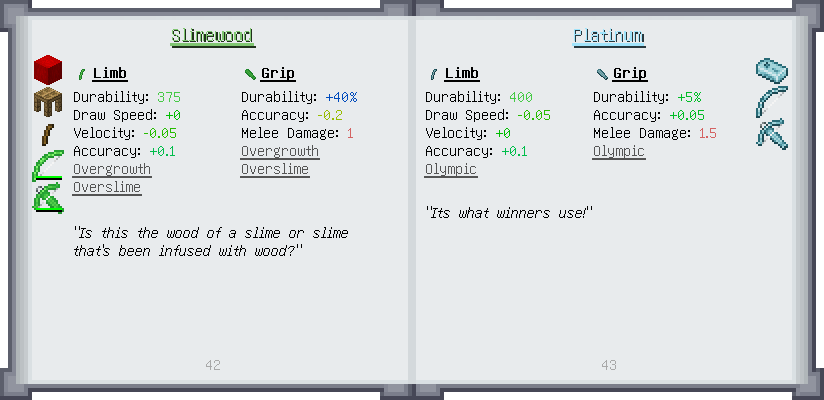 Slimewood
Limb
Durability: 375
Draw Speed: +0
Velocity: -0.05
Accuracy: +0.1
Overgrowth
Overslime
Grip
Durability: +40%
Accuracy: -0.2
Melee Damage: 1
Overgrowth
Overslime
"Is this the wood of a slime or slime
that's been infused with wood?"
42
Platinum
Limb
Durability: 400
Draw Speed: -0.05
Velocity: +0
Accuracy: +0.1
Olympic
Grip
Durability: +5%
Accuracy: +0.05
Melee Damage: 1.5
Olympic
"Its what winners use!"
43